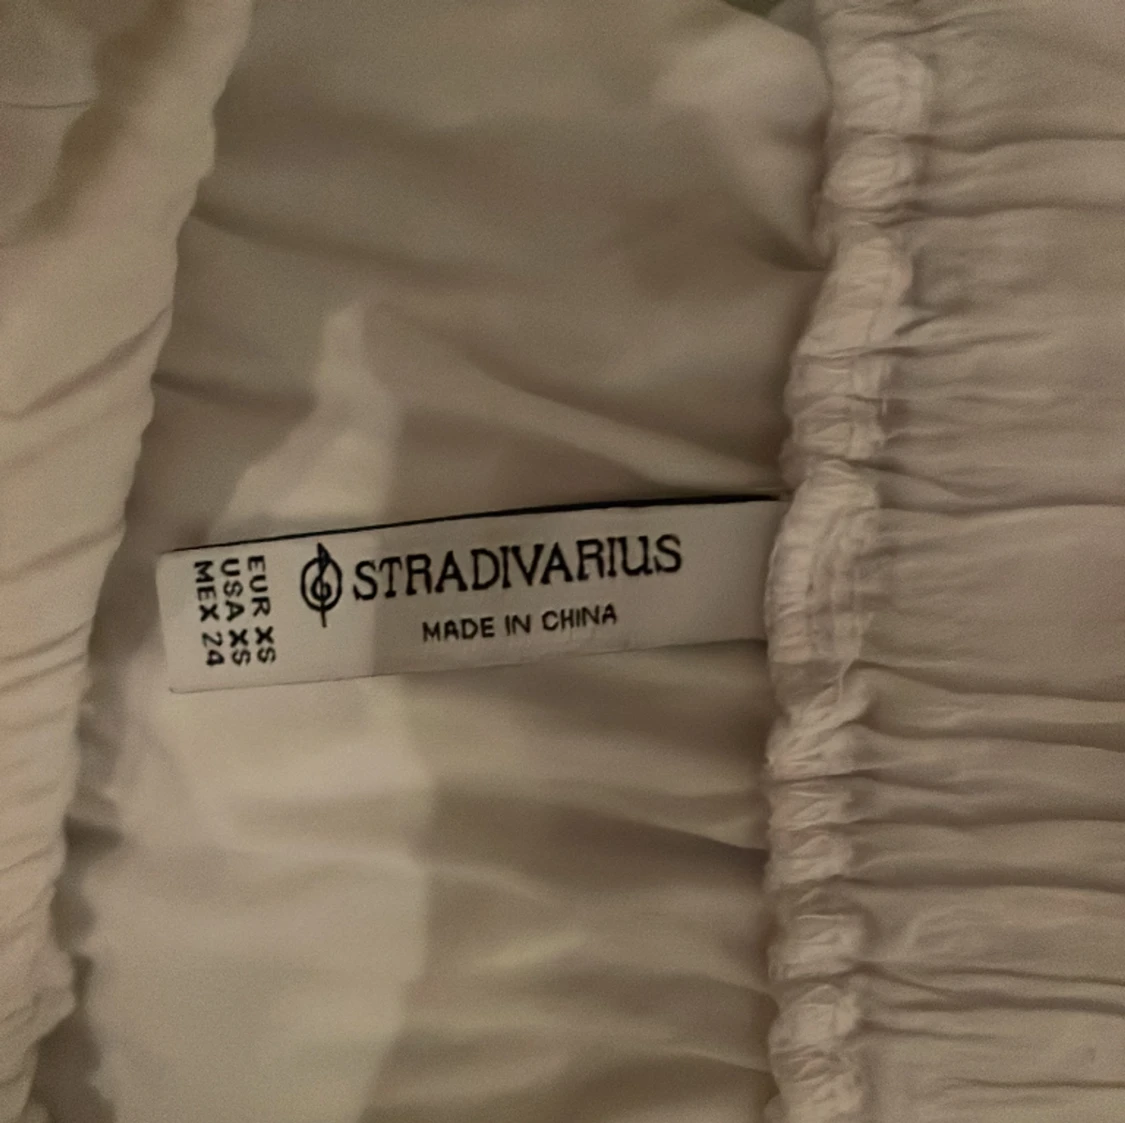 STRADIVARIUS
MADE IN CHINA
EUR XS
USA XS
MEX 24